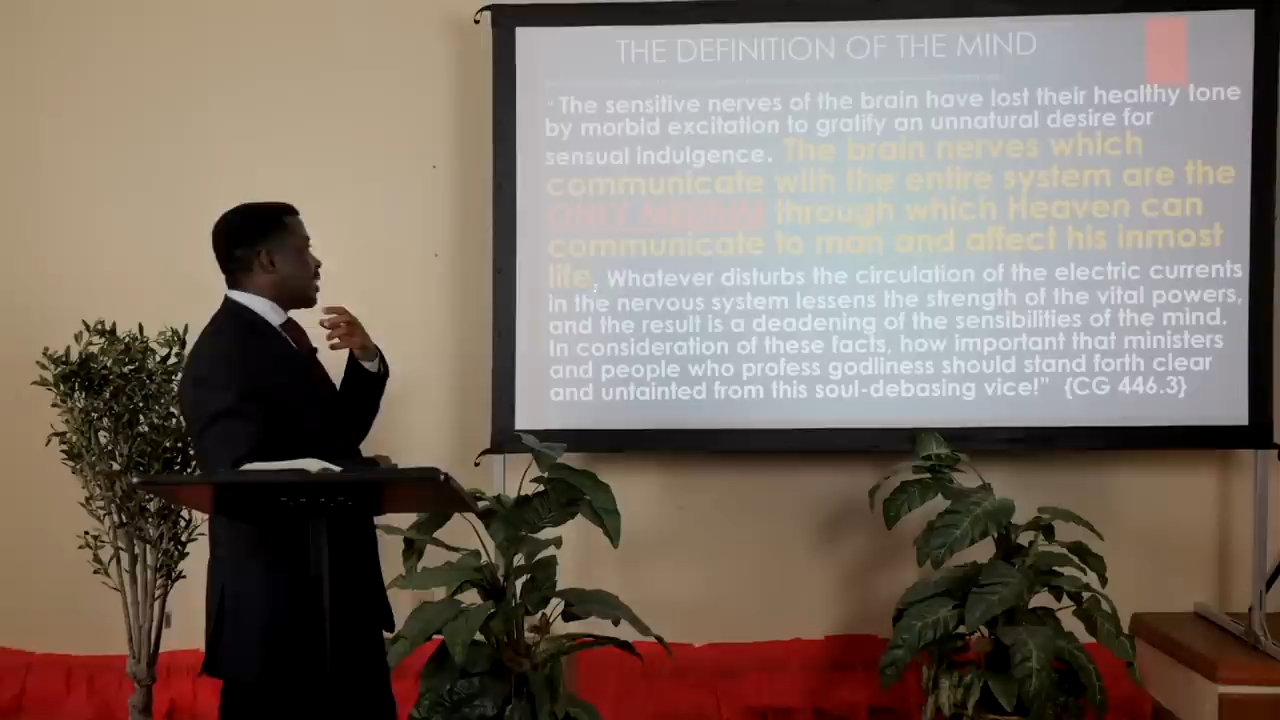 THE DEFINITION OF THE MIND
"The sensitive nerves of the brain have lost their healthy tone
by morbid excitation to gratify an unnatural desire for
sensual indulgence. The brain nerves which
communicate with the entire system are the
ONLY MEDIUM through which Heaven can
communicate to man and affect his inmost
life. Whatever disturbs the circulation of the electric currents
in the nervous system lessens the strength of the vital powers,
and the result is a deadening of the sensibilities of the mind.
In consideration of these facts, how important that ministers
and people who profess godliness should stand forth clear
and untainted from this soul-debasing vice!" {CG 446.3}